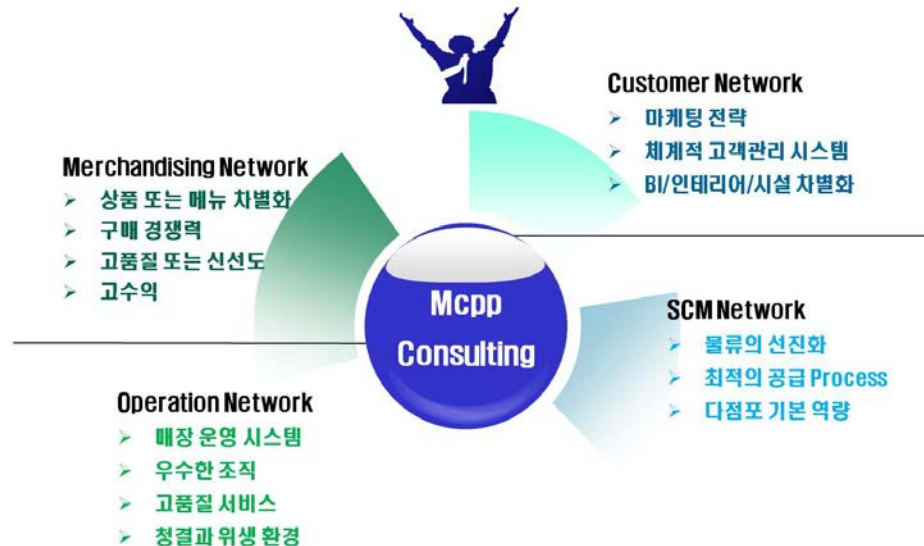 Customer Network
마케팅 전략
체계적 고객관리 시스템
BI/인테리어/시설 차별화
Merchandising Network
상품 또는 메뉴 차별화
구매 경쟁력
고품질 또는 신선도
고수익
Mcpp
Consulting
SCM Network
물류의 선진화
최적의 공급 Process
다점포 기본 역량
Operation Network
매장 운영 시스템
우수한 조직
고품질 서비스
청결과 위생 환경